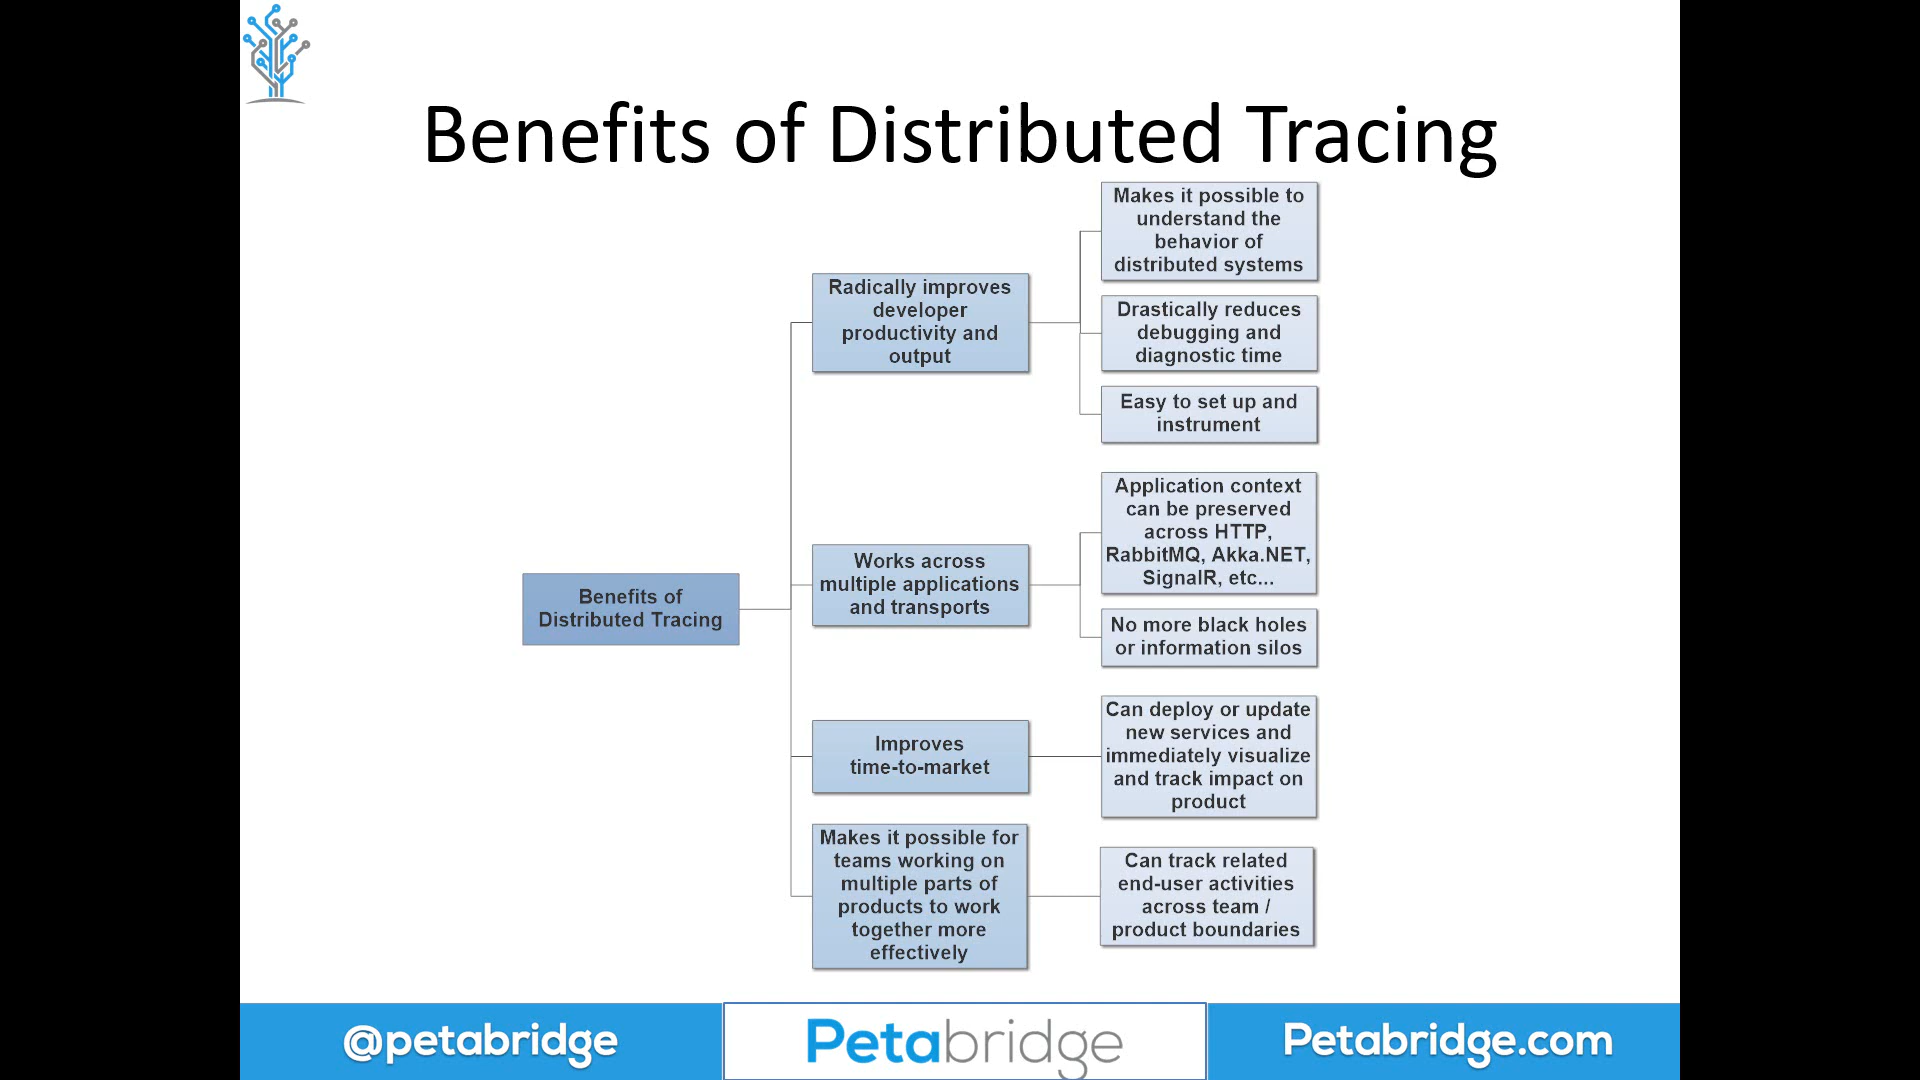 Benefits of Distributed Tracing
Benefits of
Distributed Tracing
Radically improves
developer
productivity and
output
Makes it possible to
understand the
behavior of
distributed systems
Drastically reduces
debugging and
diagnostic time
Easy to set up and
instrument
Works across
multiple applications
and transports
Application context
can be preserved
across HTTP,
RabbitMQ, Akka.NET,
SignalR, etc...
No more black holes
or information silos
Improves
time-to-market
Can deploy or update
new services and
immediately visualize
and track impact on
product
Makes it possible for
teams working on
multiple parts of
products to work
together more
effectively
Can track related
end-user activities
across team /
product boundaries
@petabridge
Petabridge
Petabridge.com